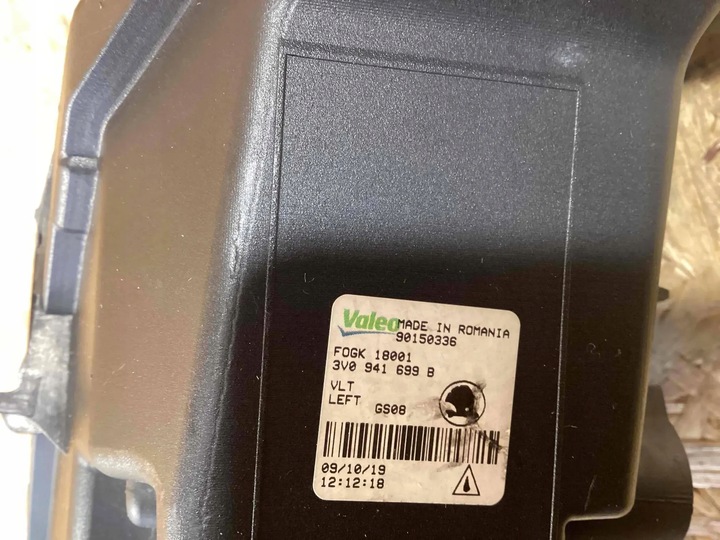 Valeo MADE IN ROMANIA
90150336
FOGK 18001
3V0 941 699 B
VLT
LEFT GS08
09/10/19
12:12:18